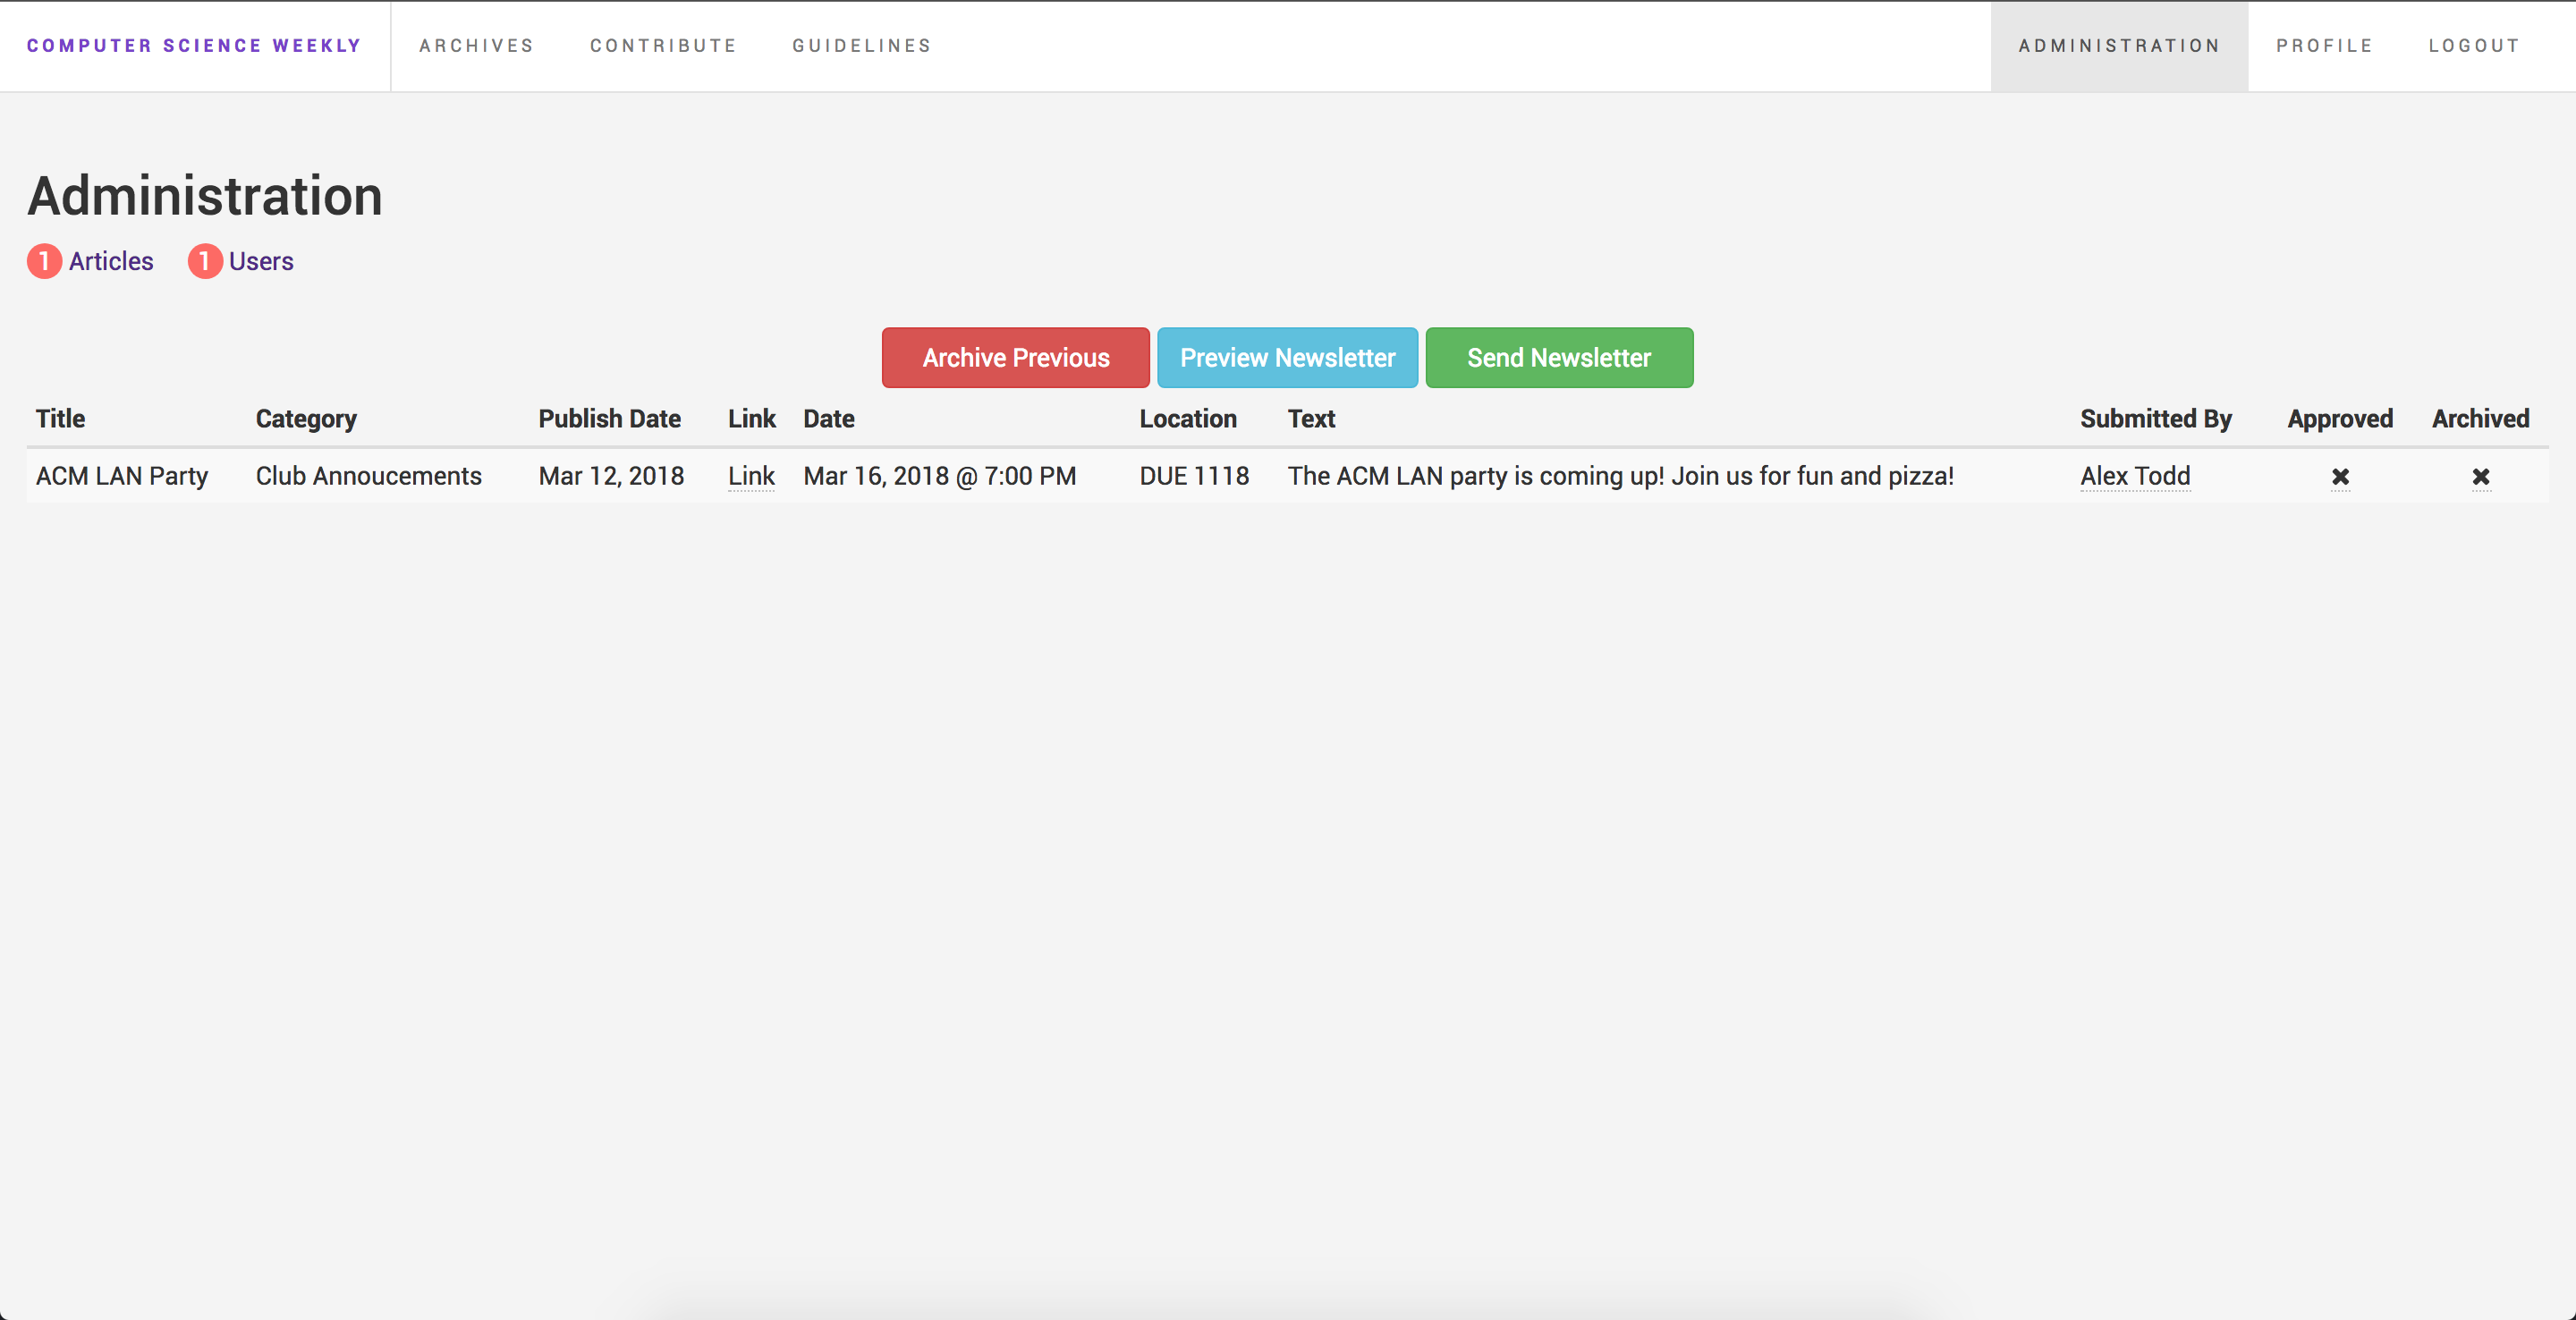 COMPUTER SCIENCE WEEKLY ARCHIVES CONTRIBUTE GUIDELINES ADMINISTRATION PROFILE LOGOUT
Administration
1 Articles 1 Users
Archive Previous Preview Newsletter Send Newsletter
Title Category Publish Date Link Date Location Text Submitted By Approved Archived
ACM LAN Party Club Annoucements Mar 12, 2018 Link Mar 16, 2018 @ 7:00 PM DUE 1118 The ACM LAN party is coming up! Join us for fun and pizza! Alex Todd